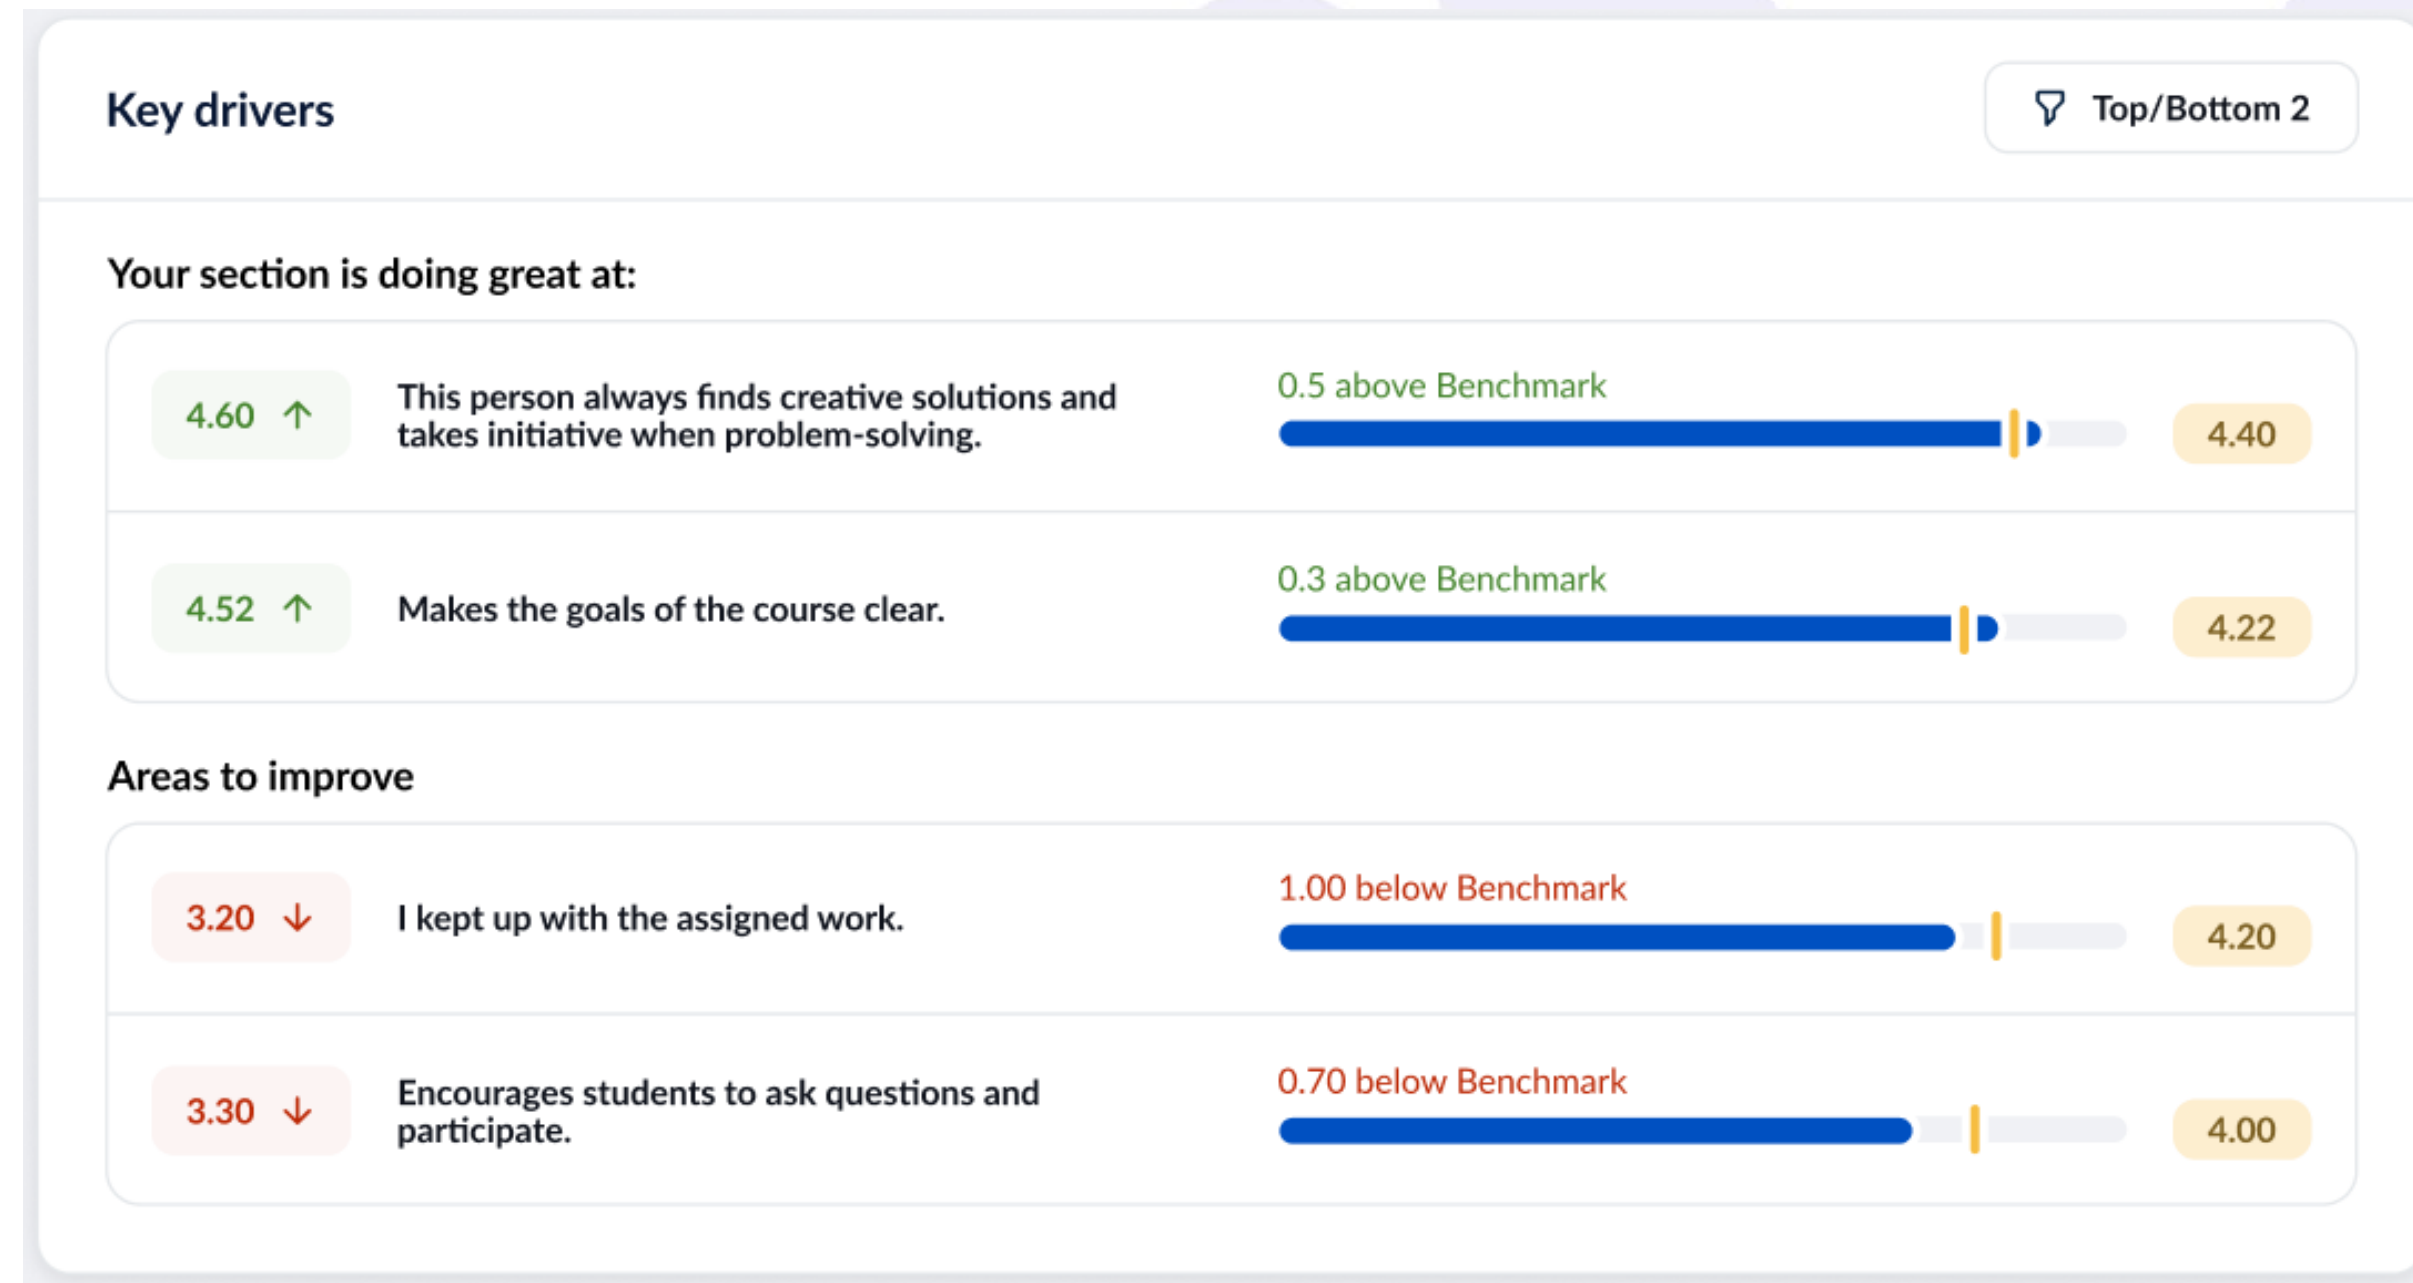 Key drivers
Top/Bottom 2
Your section is doing great at:
4.60 ↑
This person always finds creative solutions and
takes initiative when problem-solving.
0.5 above Benchmark
4.40
4.52 ↑
Makes the goals of the course clear.
0.3 above Benchmark
4.22
Areas to improve
3.20 ↓
I kept up with the assigned work.
1.00 below Benchmark
4.20
3.30 ↓
Encourages students to ask questions and
participate.
0.70 below Benchmark
4.00